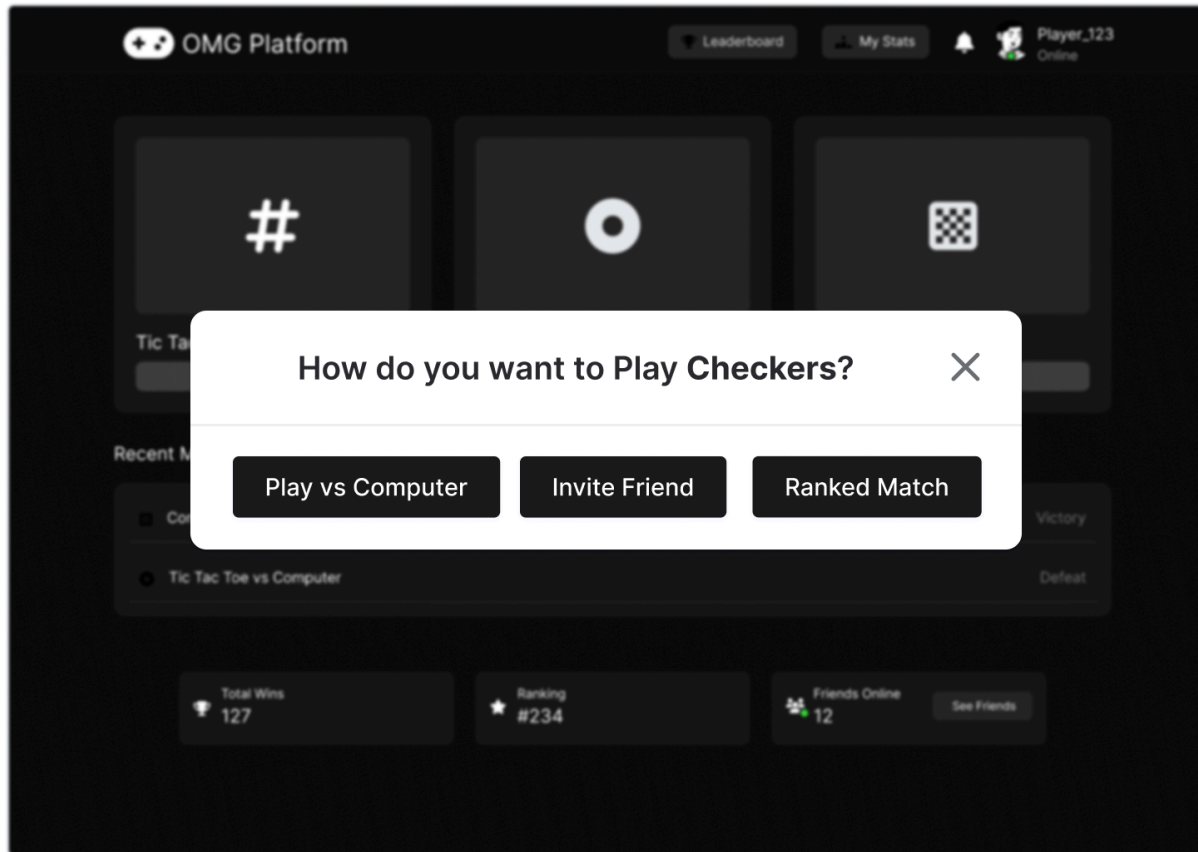 OMG Platform
Leaderboard
My Stats
Player_123
Online
Tic Ta
How do you want to Play Checkers?
Play vs Computer
Invite Friend
Ranked Match
Recent M
Co
Victory
Tic Tac Toe vs Computer
Defeat
Total Wins
127
Ranking
#234
Friends Online
12
See Friends